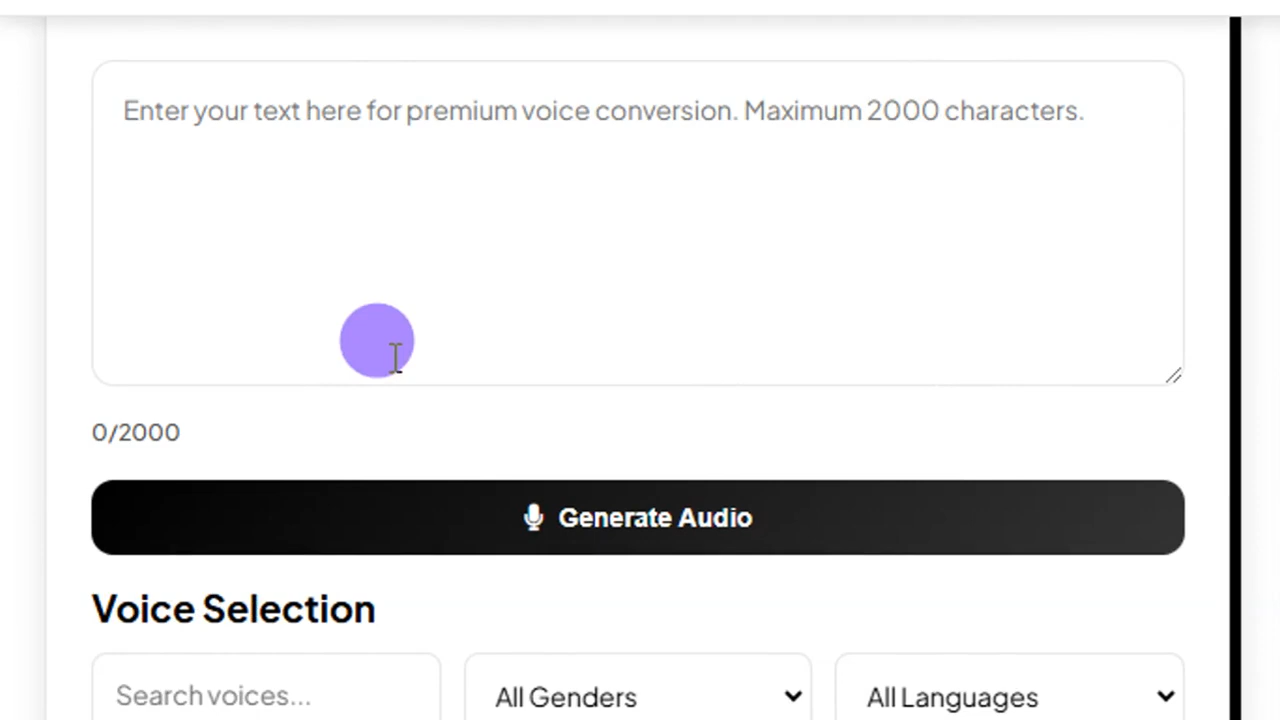 Enter your text here for premium voice conversion. Maximum 2000 characters.
0/2000
Generate Audio
Voice Selection
Search voices...
All Genders
All Languages